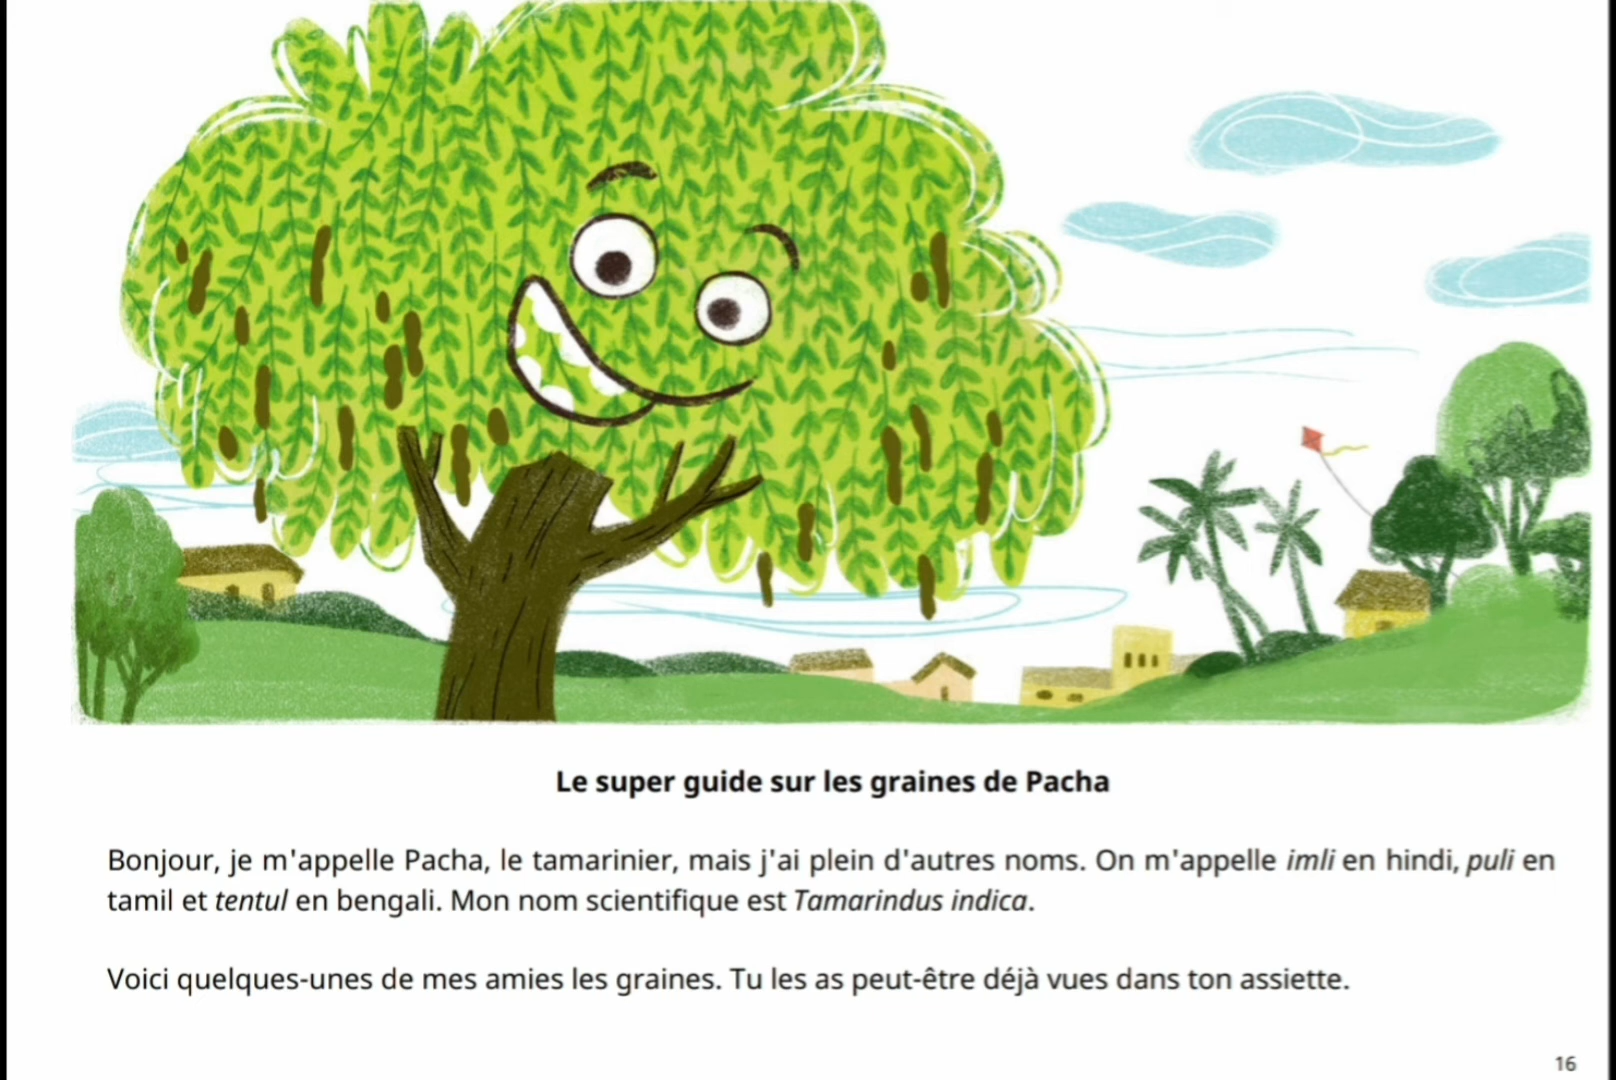 Le super guide sur les graines de Pacha
Bonjour, je m'appelle Pacha, le tamarinier, mais j'ai plein d'autres noms. On m'appelle imli en hindi, puli en
tamil et tentul en bengali. Mon nom scientifique est Tamarindus indica.
Voici quelques-unes de mes amies les graines. Tu les as peut-être déjà vues dans ton assiette.
16